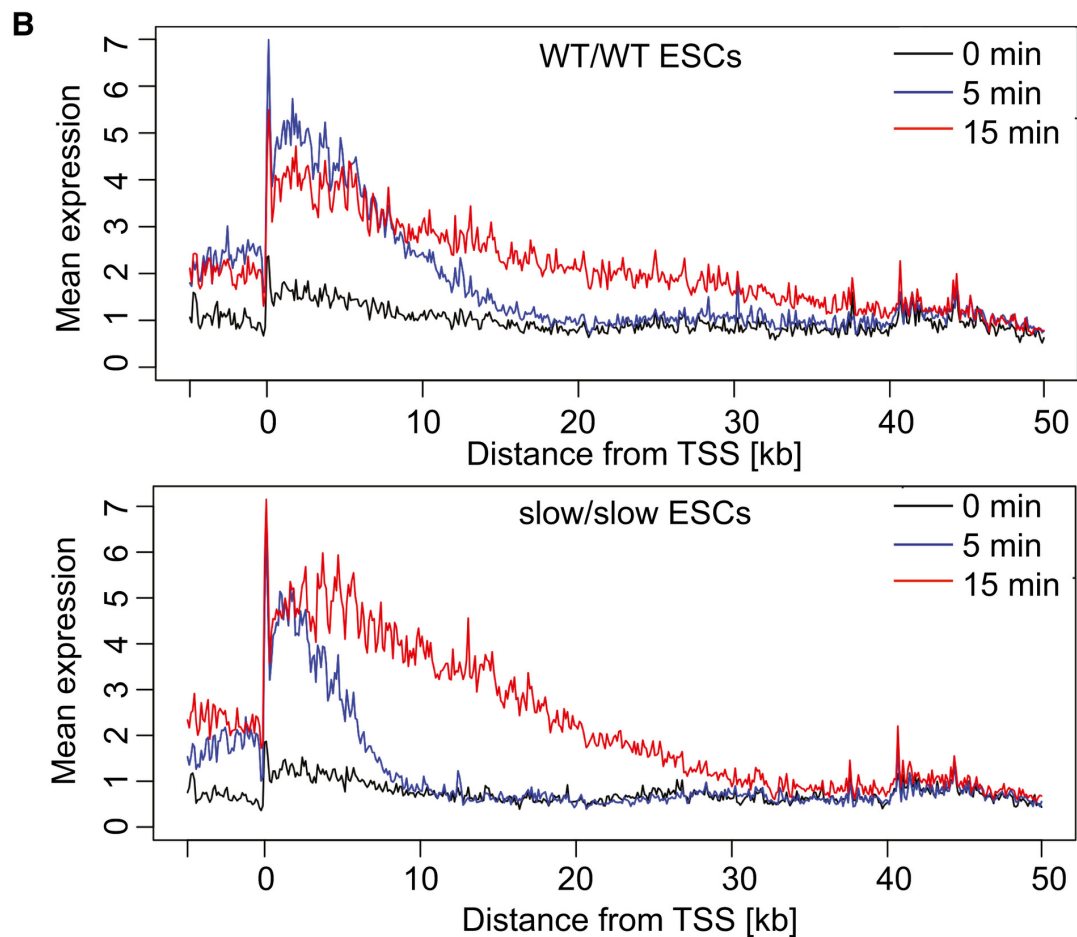 B
WT/WT ESCs
0 min
5 min
15 min
Mean expression
7
6
5
4
3
2
1
0
0 10 20 30 40 50
Distance from TSS [kb]
slow/slow ESCs
0 min
5 min
15 min
Mean expression
7
6
5
4
3
2
1
0
0 10 20 30 40 50
Distance from TSS [kb]